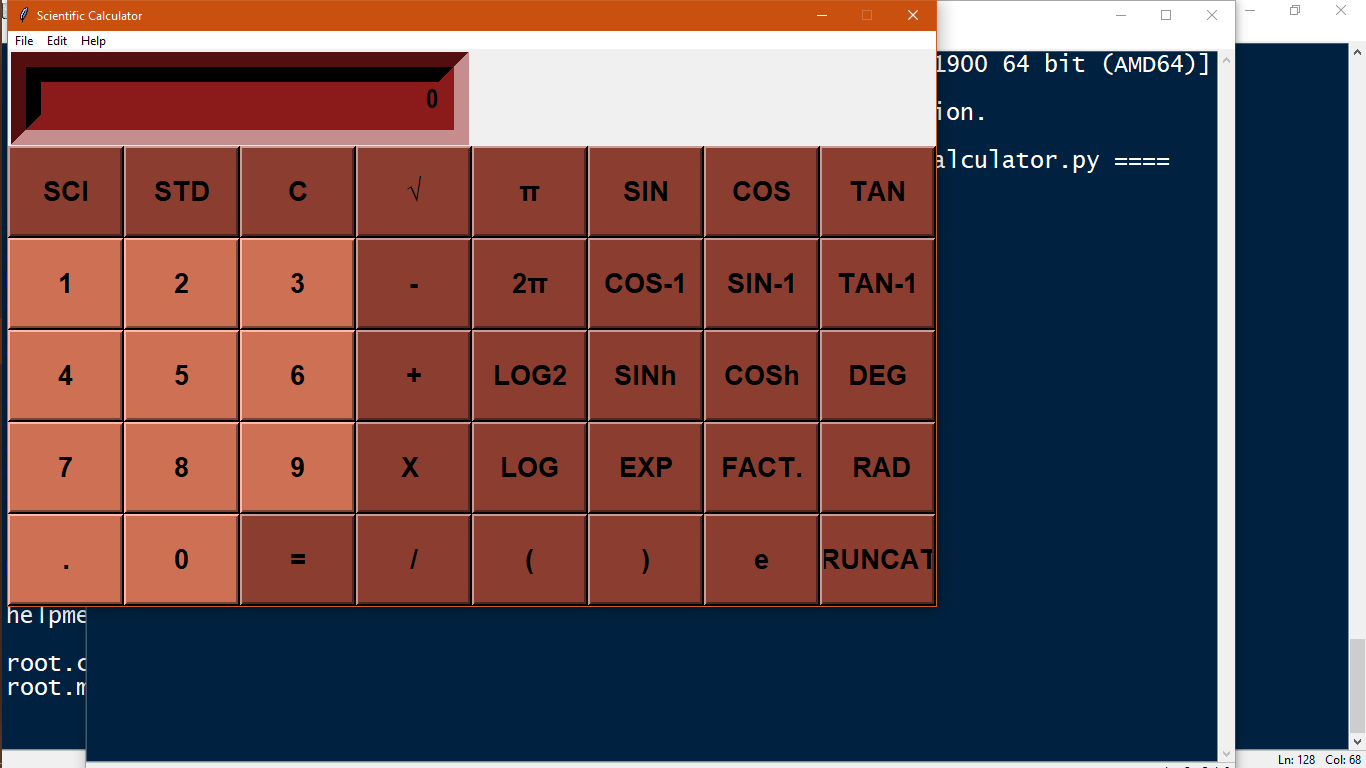 Scientific Calculator
File Edit Help
1900 64 bit (AMD64)]
0
ion.
alculator.py ====
SCI STD C √ π SIN COS TAN
1 2 3 - 2π COS-1 SIN-1 TAN-1
4 5 6 + LOG2 SINh COSh DEG
7 8 9 X LOG EXP FACT. RAD
. 0 = / ( ) e RUNCAT
helpme
root.c
root.m
Ln: 128 Col: 68